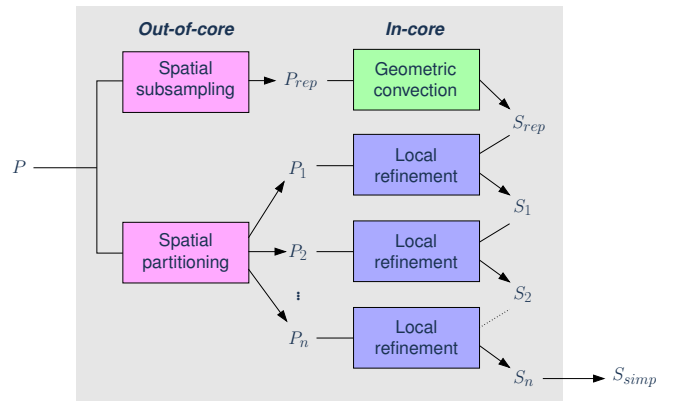 Out-of-core
In-core
Spatial
subsampling
P_rep
Geometric
convection
S_rep
P
P_1
Local
refinement
S_1
Spatial
partitioning
P_2
Local
refinement
S_2
...
P_n
Local
refinement
S_n
S_simp